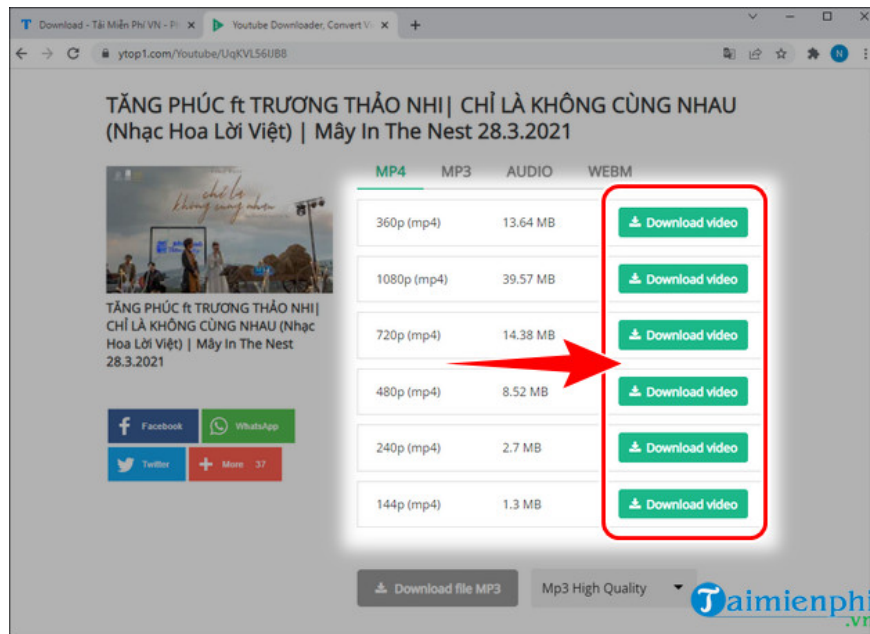 Download - Tải Miễn Phí VN - P
Youtube Downloader, Convert Vi
ytop1.com/Youtube/UqKVL56UBB
N
TĂNG PHÚC ft TRƯƠNG THẢO NHI| CHỈ LÀ KHÔNG CÙNG NHAU
(Nhạc Hoa Lời Việt) | Mây In The Nest 28.3.2021
MP4 MP3 AUDIO WEBM
chỉ là
không cùng nhau
360p (mp4) 13.64 MB Download video
1080p (mp4) 39.57 MB Download video
720p (mp4) 14.38 MB Download video
480p (mp4) 8.52 MB Download video
240p (mp4) 2.7 MB Download video
144p (mp4) 1.3 MB Download video
TĂNG PHÚC ft TRƯƠNG THẢO NHI|
CHỈ LÀ KHÔNG CÙNG NHAU (Nhạc
Hoa Lời Việt) | Mây In The Nest
28.3.2021
Facebook WhatsApp
Twitter More 37
Download file MP3 Mp3 High Quality
Taimienphi
.vn